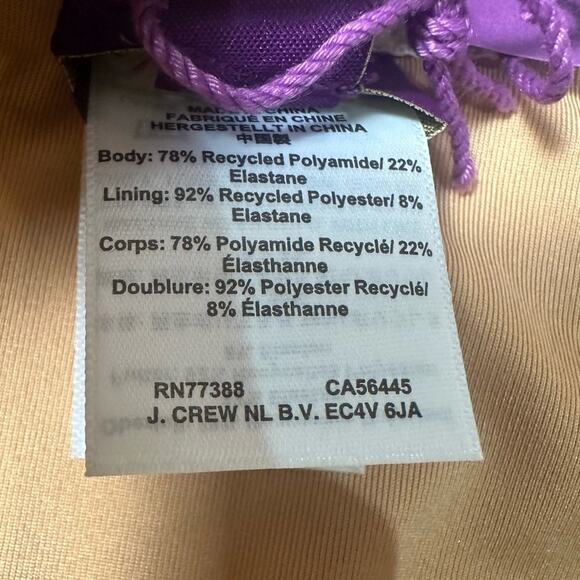 MADE IN CHINA
FABRIQUÉ EN CHINE
HERGESTELLT IN CHINA
中国製
Body: 78% Recycled Polyamide/ 22%
Elastane
Lining: 92% Recycled Polyester/ 8%
Elastane
Corps: 78% Polyamide Recyclé/ 22%
Élasthanne
Doublure: 92% Polyester Recyclé/
8% Élasthanne
RN77388 CA56445
J. CREW NL B.V. EC4V 6JA